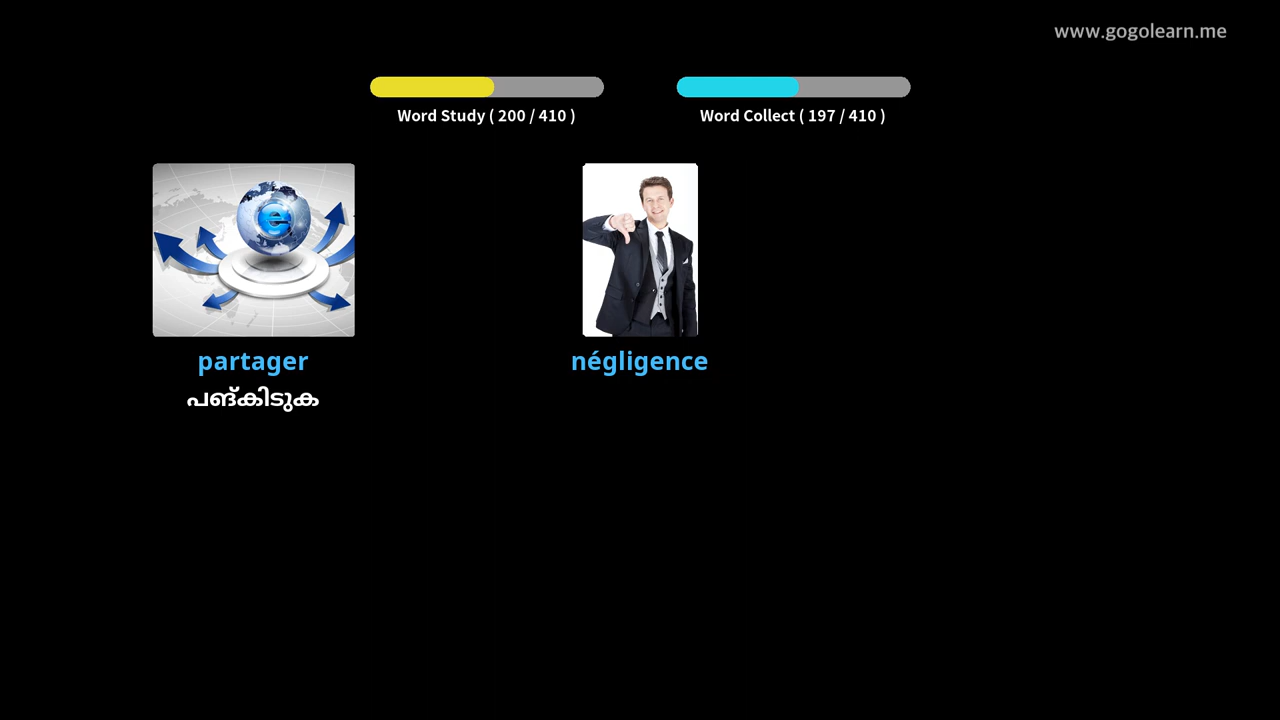 www.gogolearn.me
Word Study ( 200 / 410 )
Word Collect ( 197 / 410 )
e
partager
പങ്കിടുക
négligence